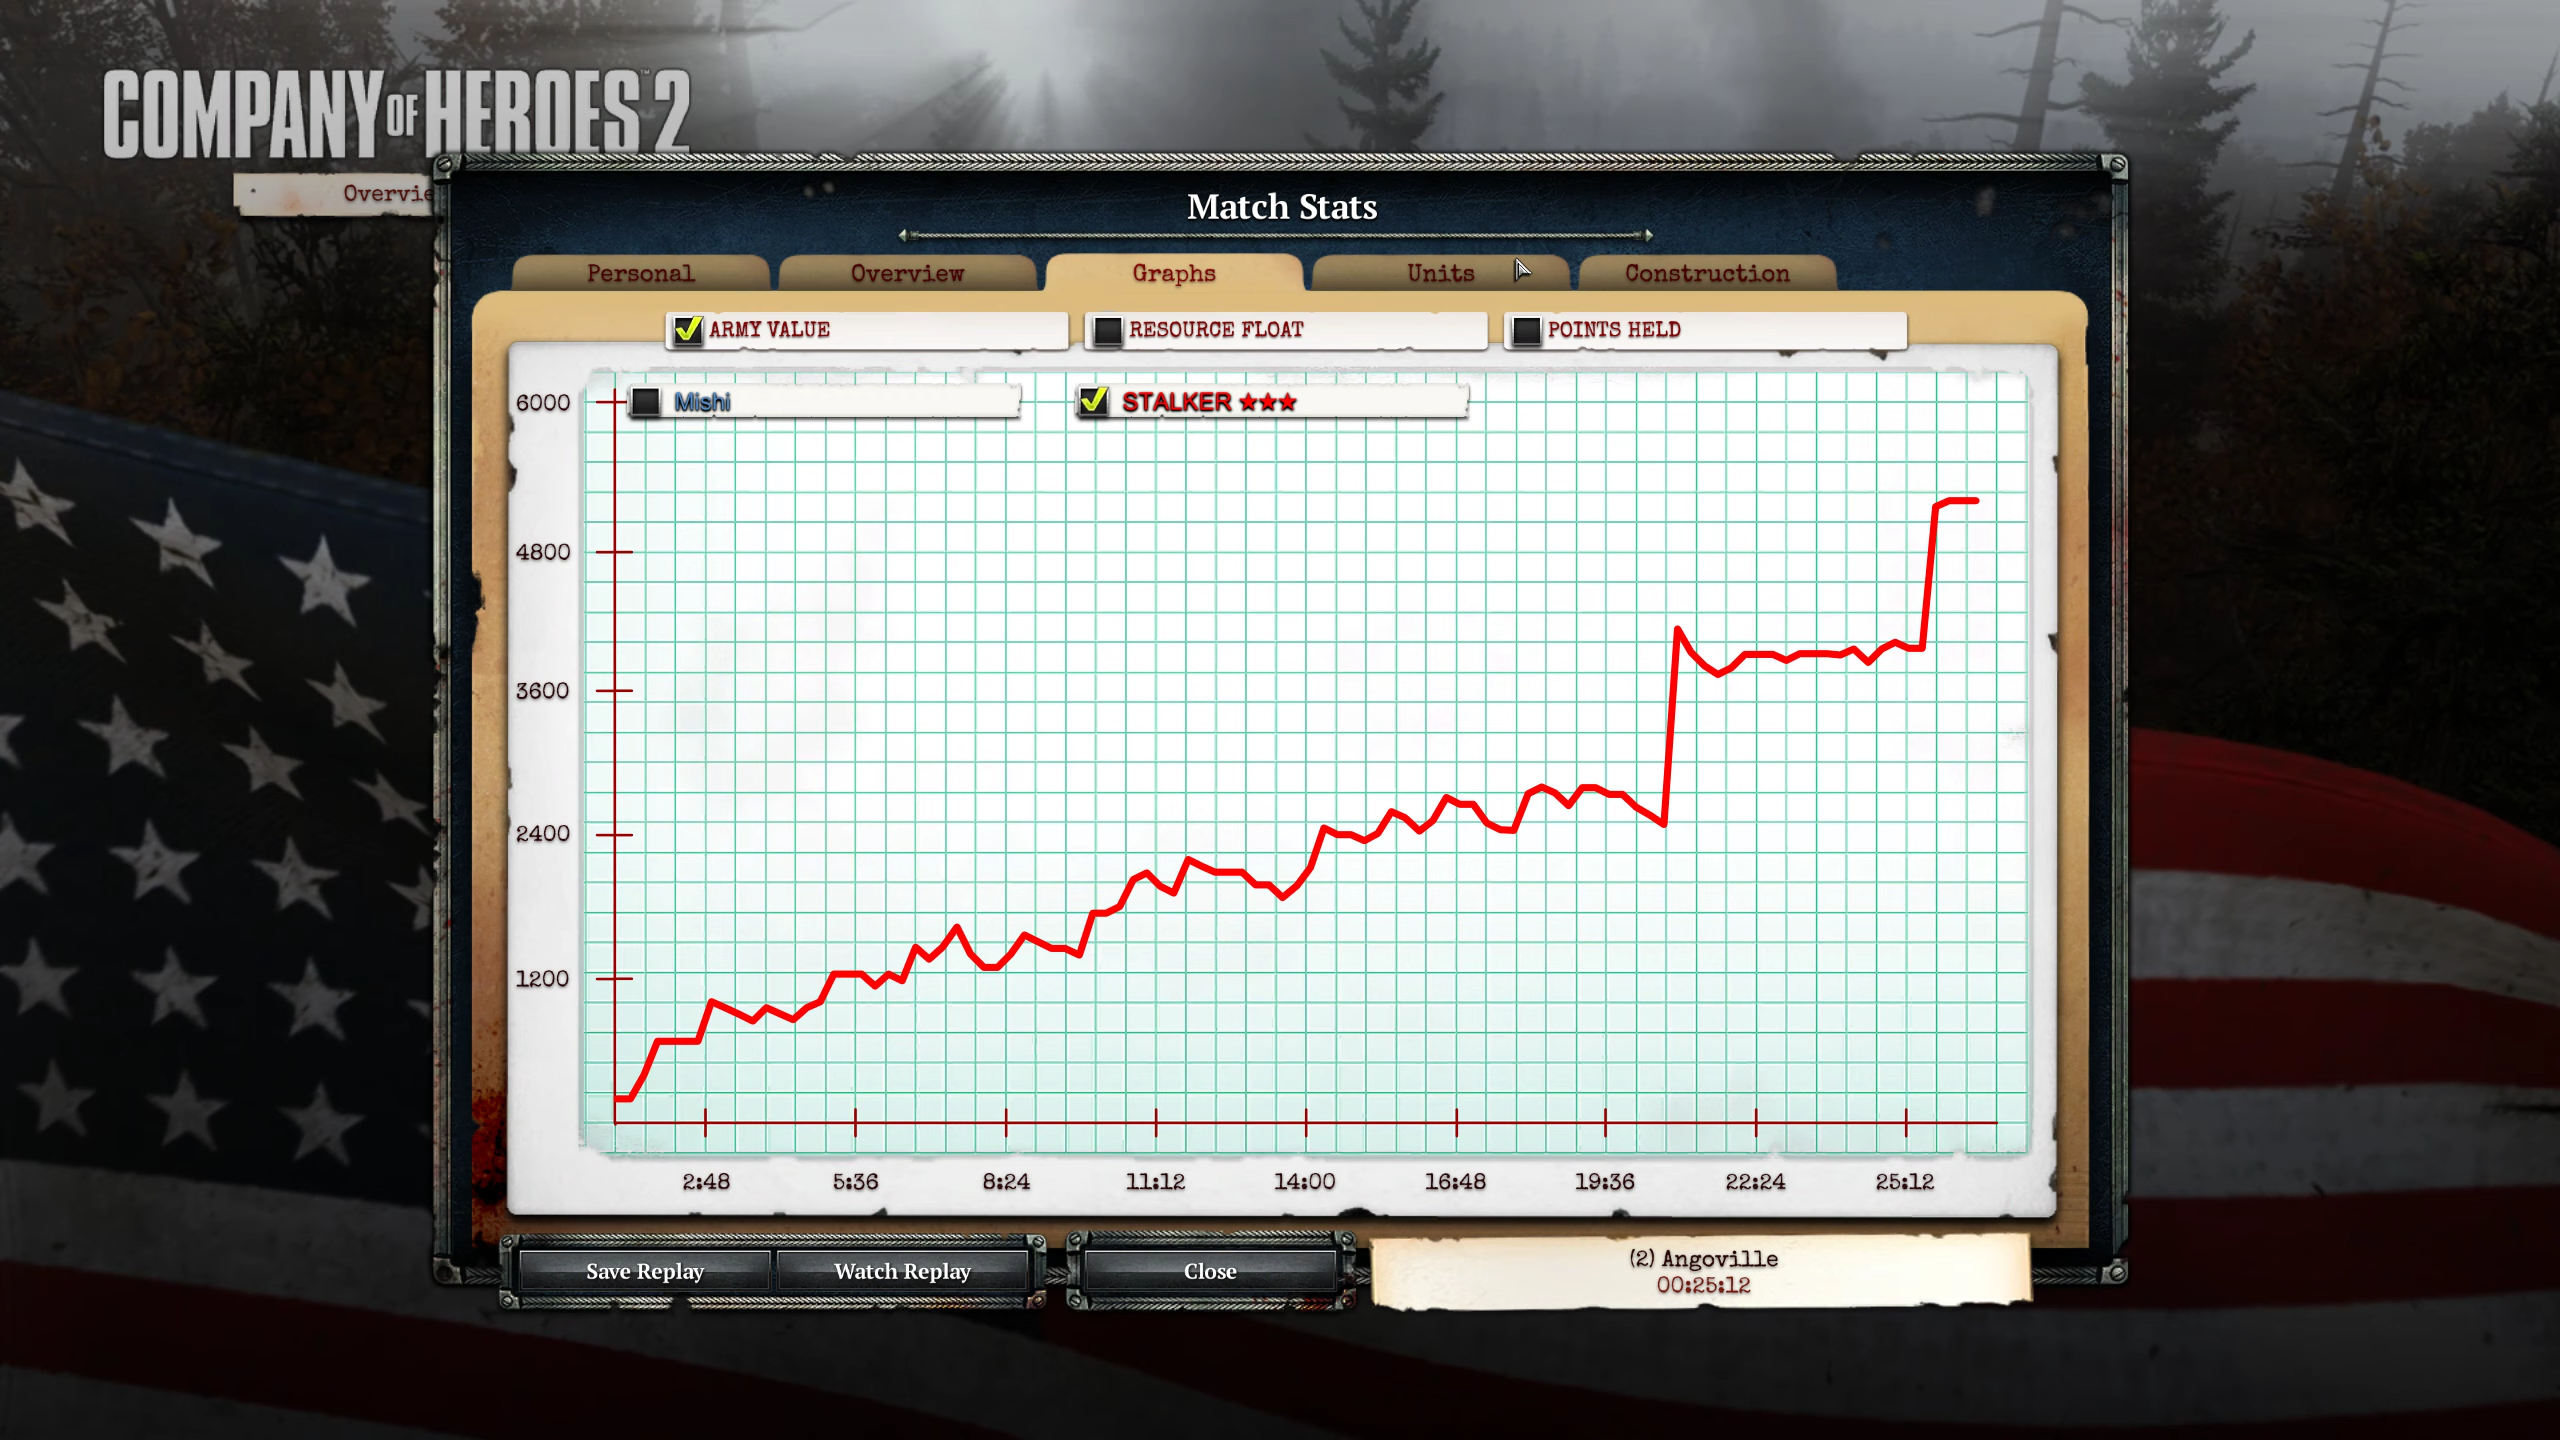 COMPANY OF HEROES 2™
Match Stats
Personal Overview Graphs Units Construction
ARMY VALUE RESOURCE FLOAT POINTS HELD
Mishi STALKER ★★★
6000
4800
3600
2400
1200
2:48 5:36 8:24 11:12 14:00 16:48 19:36 22:24 25:12
Save Replay Watch Replay Close
(2) Angoville
00:25:12